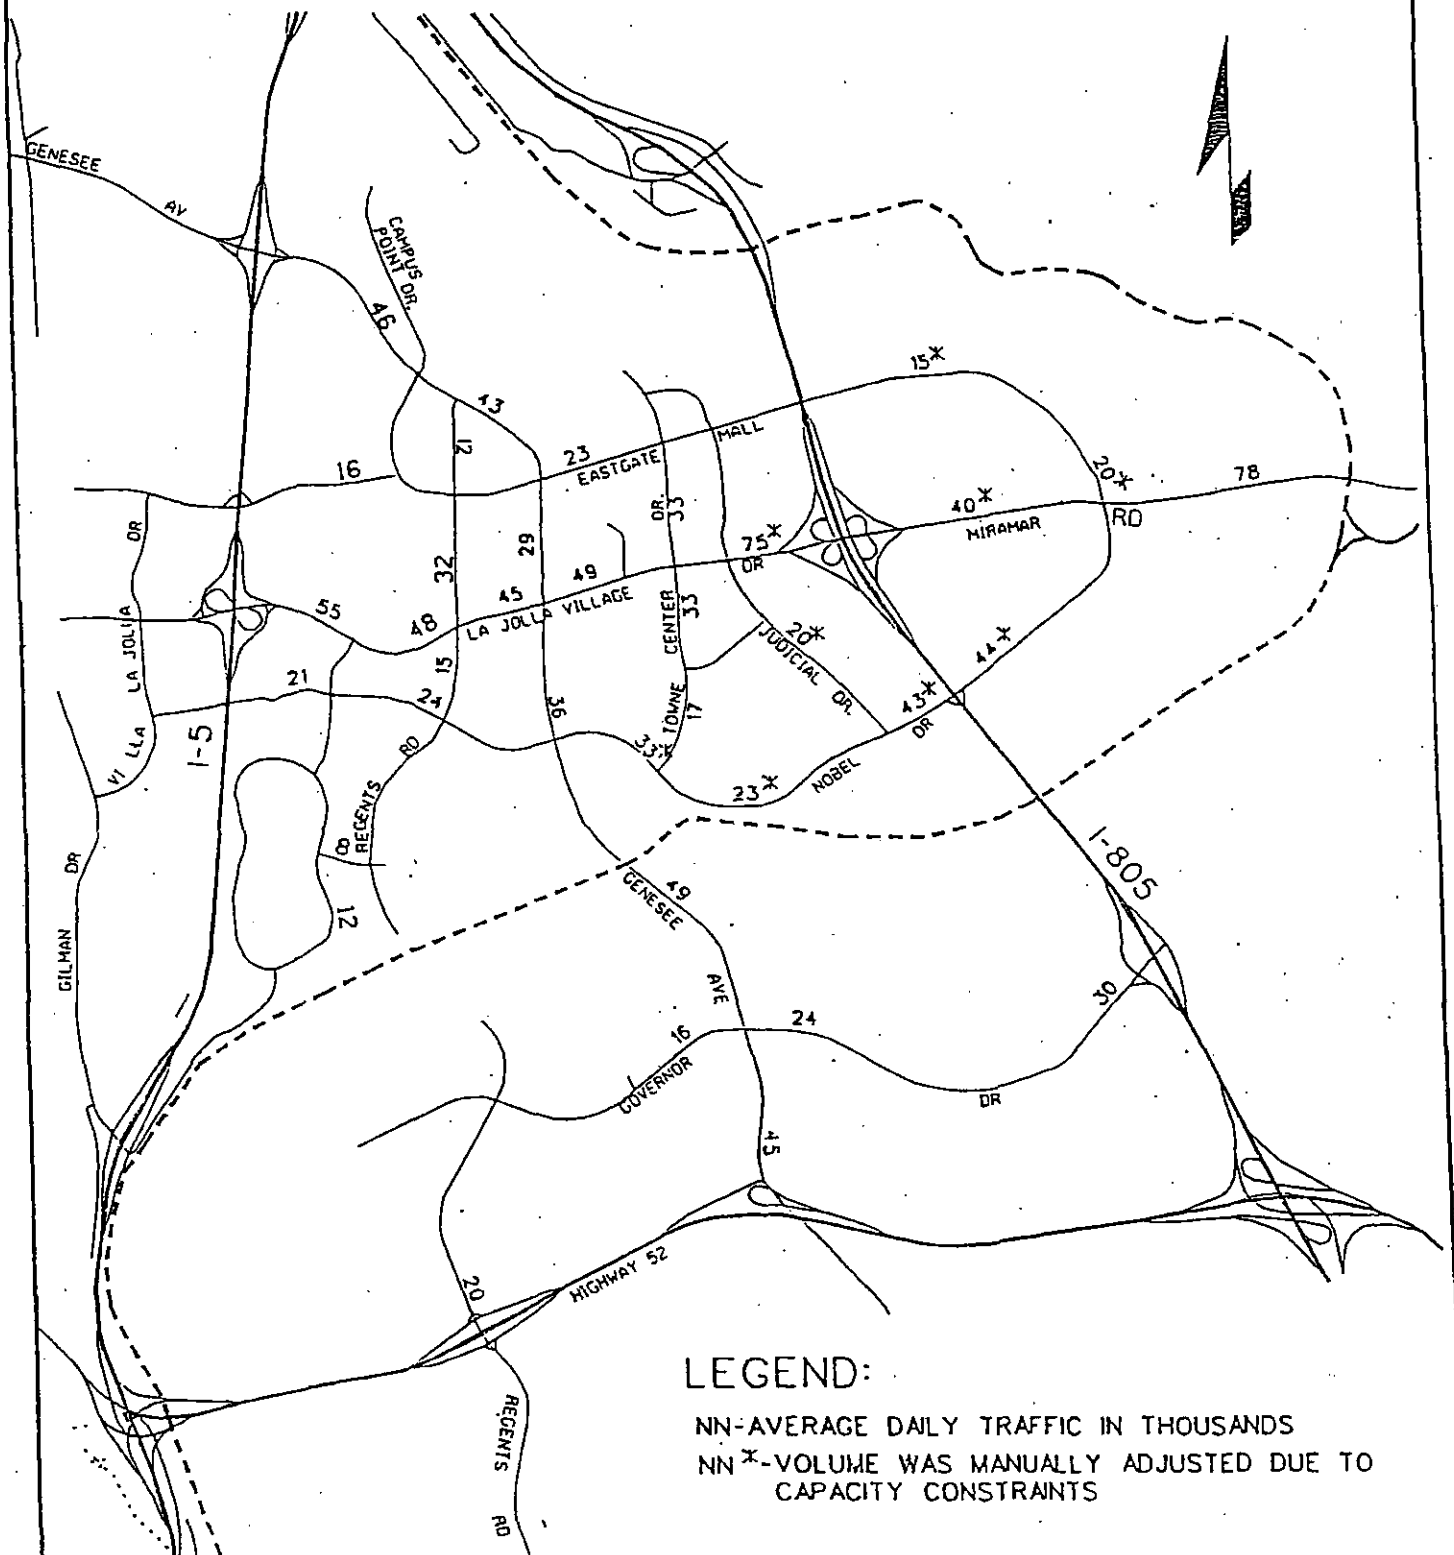 GENESEE
AV
CAMPUS
POINT DR.
46
43
12
15*
16
23
EASTGATE
MALL
20*
78
DR
DR.
33
40*
MIRAMAR
RD
29
75*
DR
32
49
45
LA JOLLA VILLAGE
55
48
CENTER
33
LA JOLLA
15
20*
JUDICIAL DR.
44*
21
24
36
TOWNE
17
43*
DR
I-5
VILLA
RD
33*
23*
NOBEL
REGENTS
8
DR
12
GENESEE
49
I-805
GILMAN
AVE
30
16
24
GOVERNOR
DR
45
20
HIGHWAY 52
REGENTS
RD
LEGEND:
NN-AVERAGE DAILY TRAFFIC IN THOUSANDS
NN*-VOLUME WAS MANUALLY ADJUSTED DUE TO
CAPACITY CONSTRAINTS